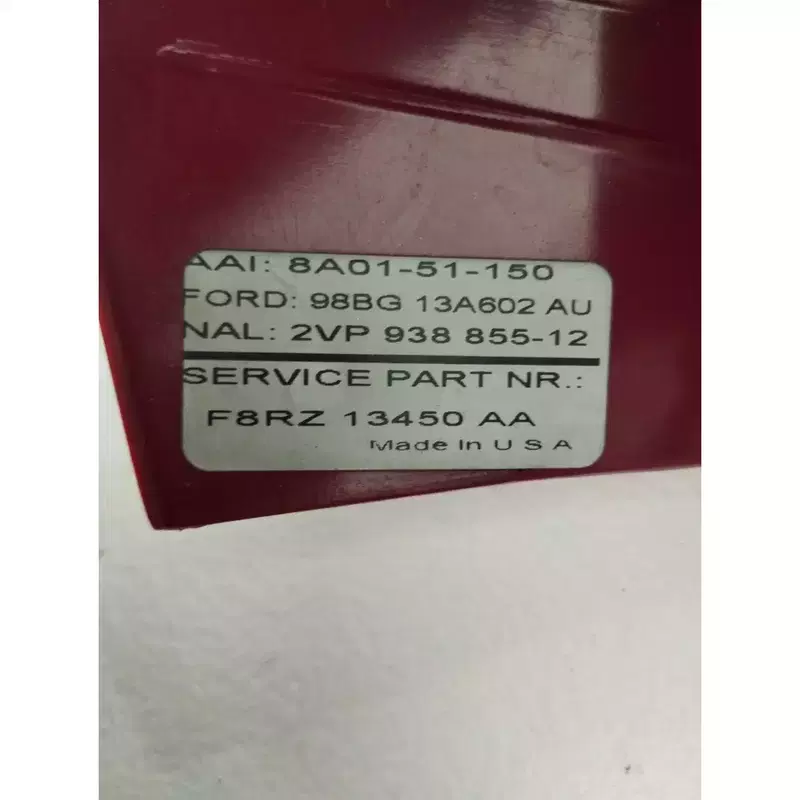 AAI: 8A01-51-150
FORD: 98BG 13A602 AU
NAL: 2VP 938 855-12
SERVICE PART NR.:
F8RZ 13450 AA
Made In U S A